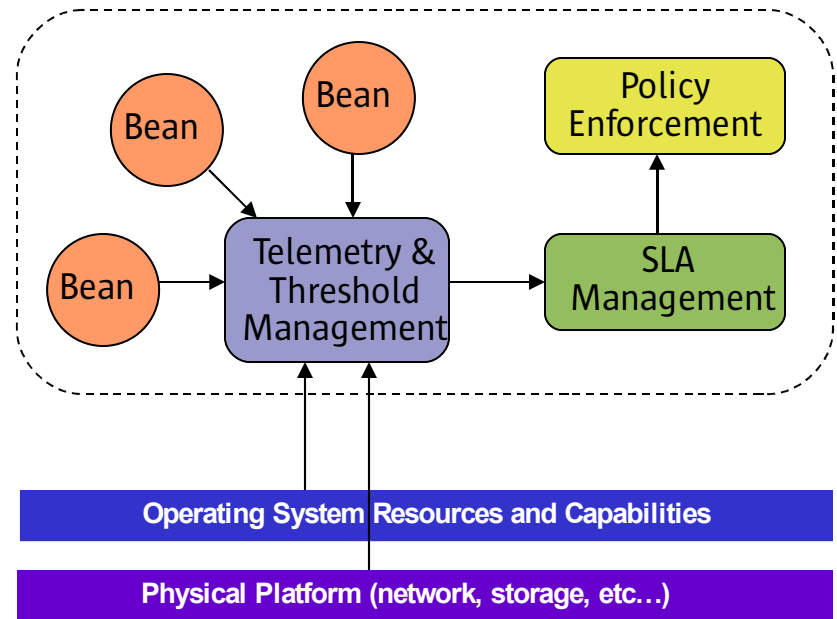 Bean
Bean
Policy
Enforcement
Bean
Telemetry &
Threshold
Management
SLA
Management
Operating System Resources and Capabilities
Physical Platform (network, storage, etc…)